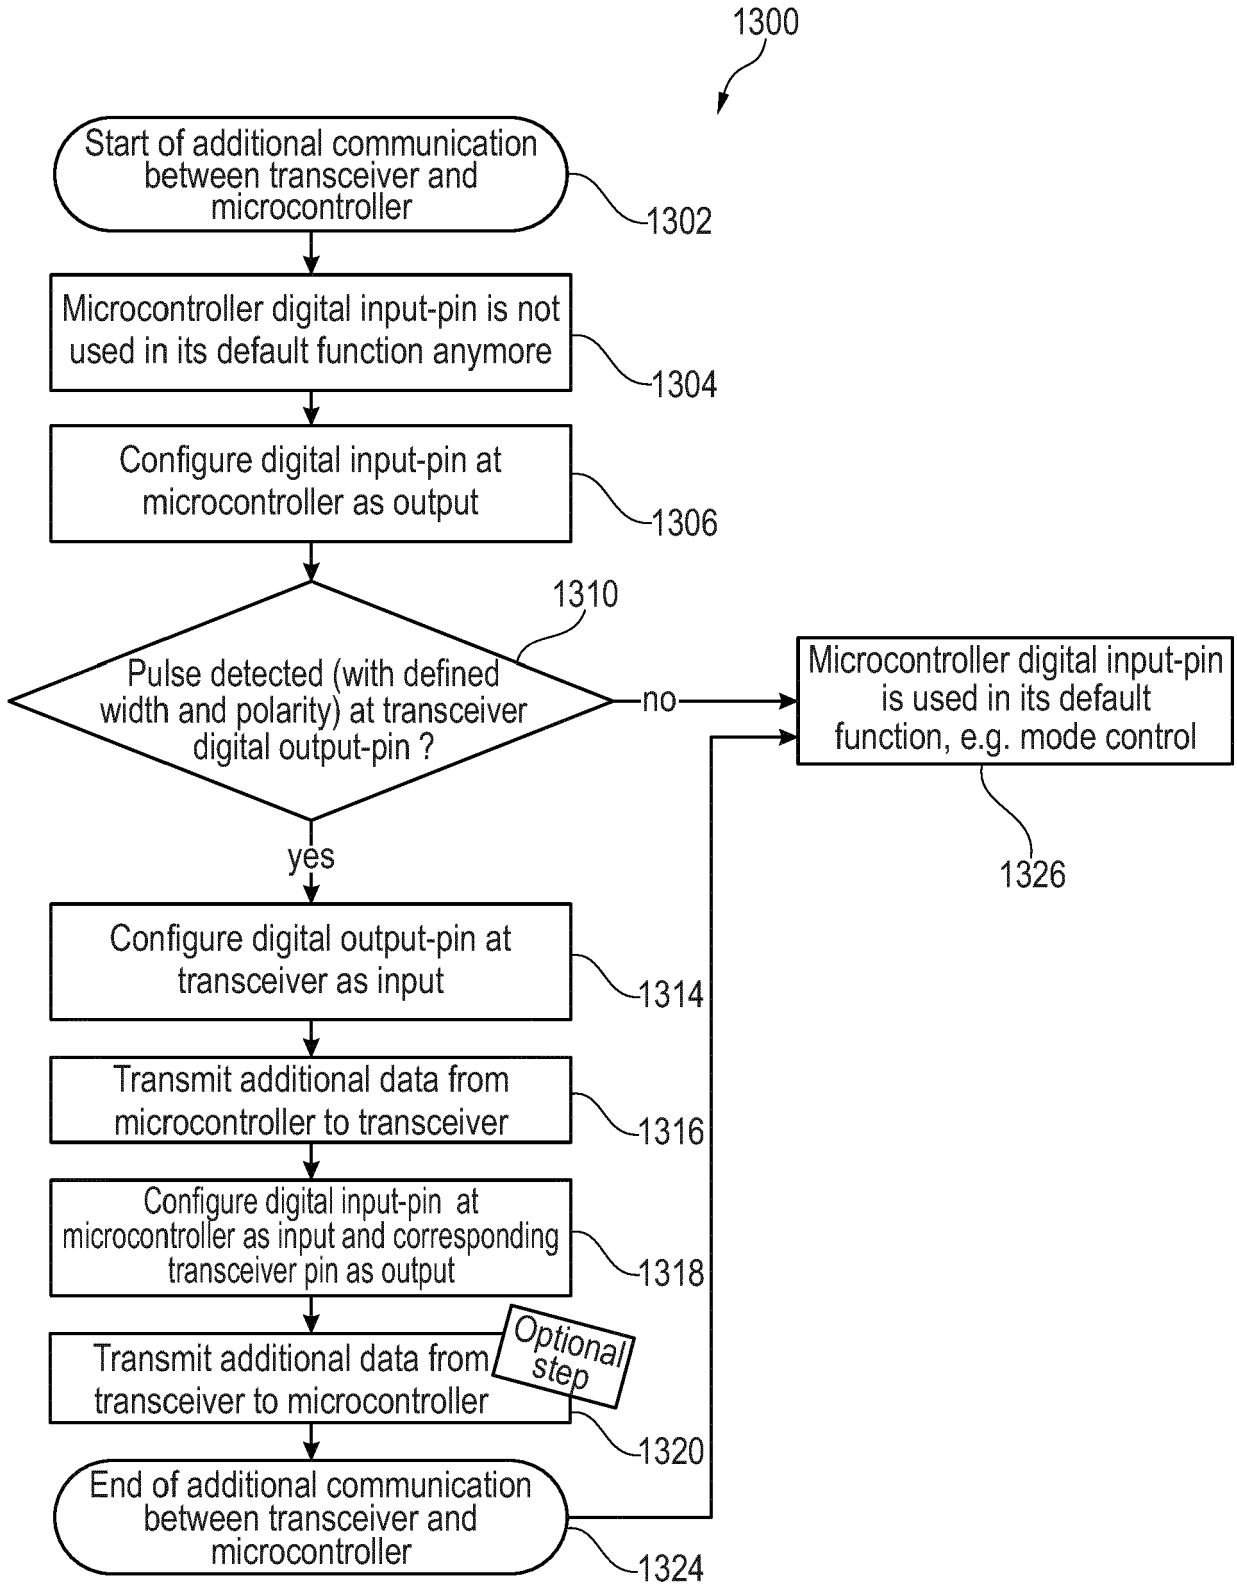 1300
Start of additional communication
between transceiver and
microcontroller
1302
Microcontroller digital input-pin is not
used in its default function anymore
1304
Configure digital input-pin at
microcontroller as output
1306
1310
Pulse detected (with defined
width and polarity) at transceiver
digital output-pin ?
no
Microcontroller digital input-pin
is used in its default
function, e.g. mode control
1326
yes
Configure digital output-pin at
transceiver as input
1314
Transmit additional data from
microcontroller to transceiver
1316
Configure digital input-pin at
microcontroller as input and corresponding
transceiver pin as output
1318
Optional
step
Transmit additional data from
transceiver to microcontroller
1320
End of additional communication
between transceiver and
microcontroller
1324